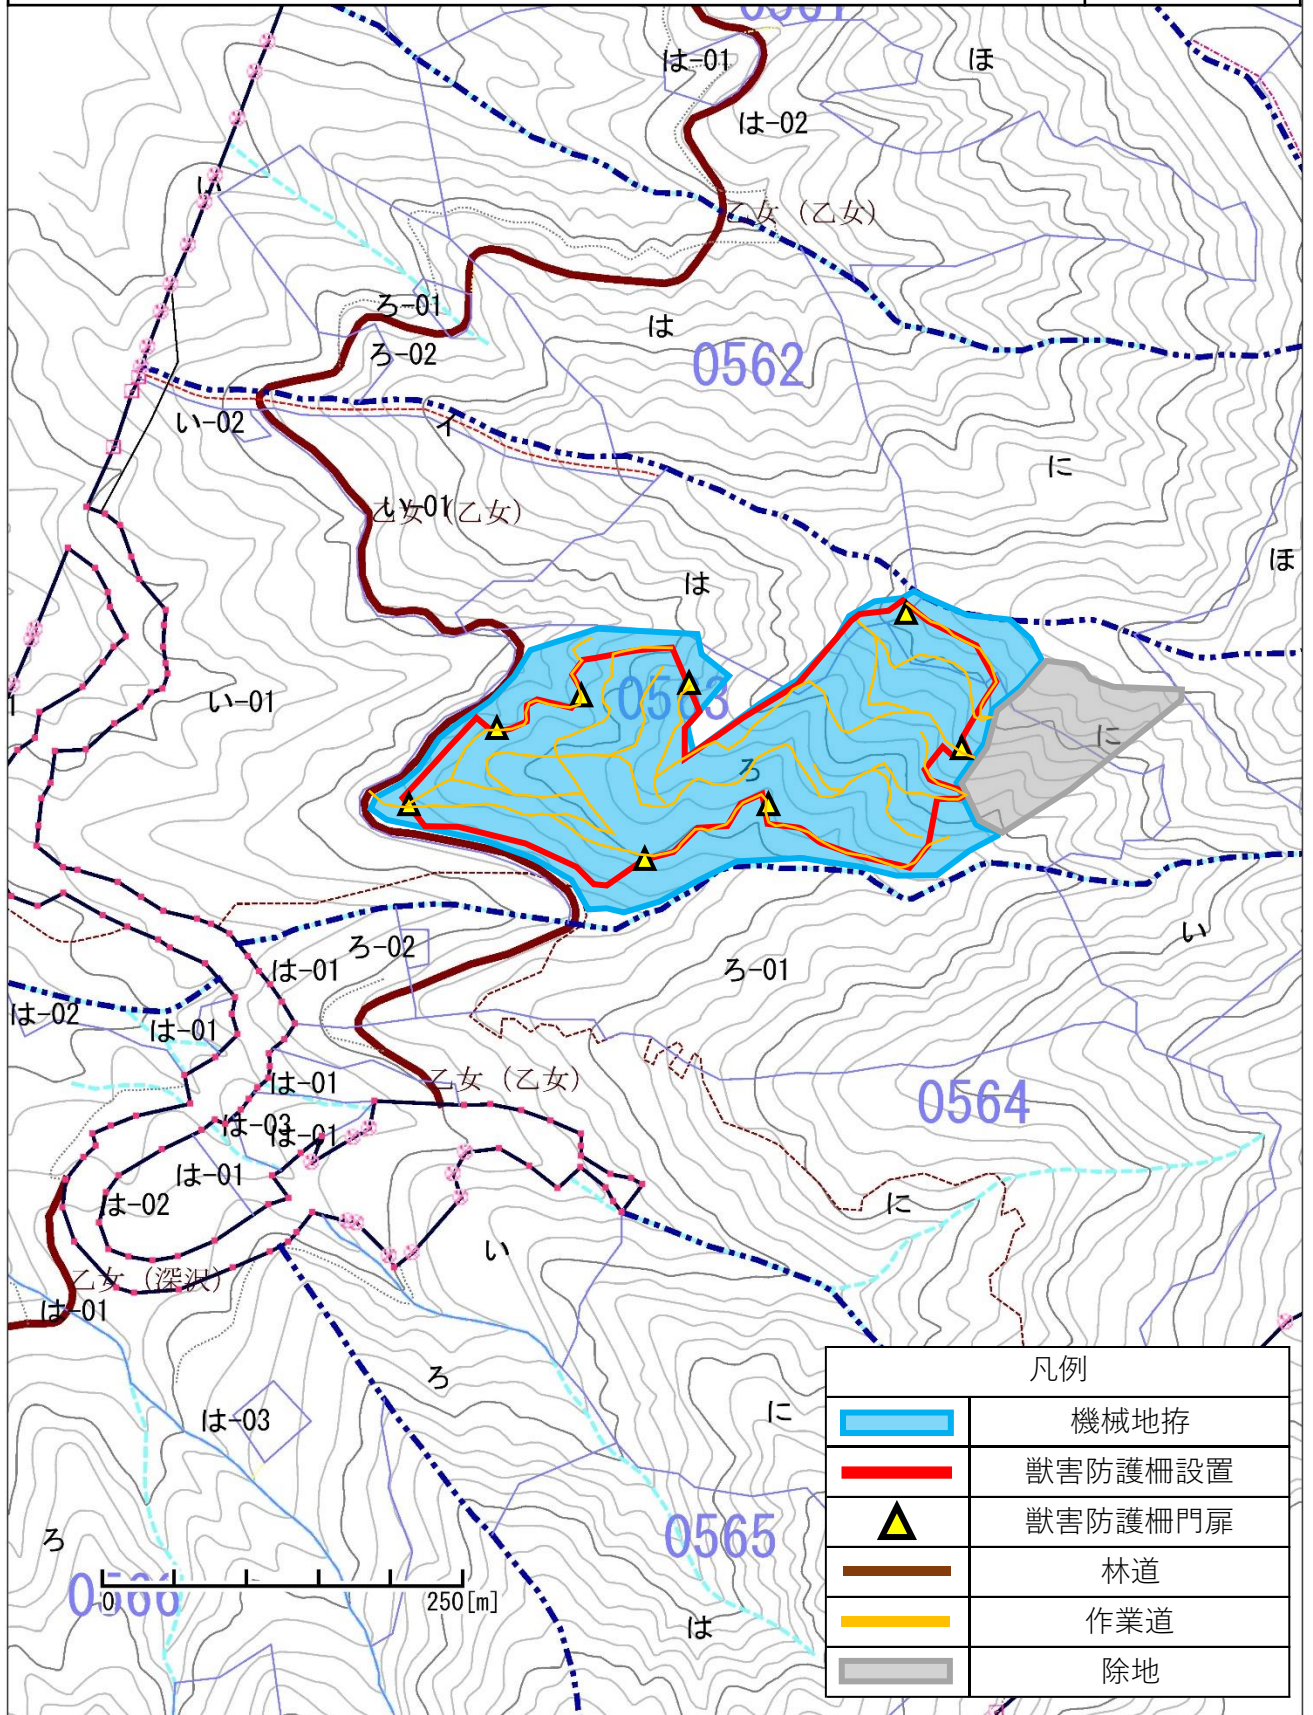 は-01
ほ
は-02
い
乙女 (乙女)
ろ-01
は
ろ-02
0562
い-02
イ
に
い-01
乙女 (乙女)
ほ
は
い-01
0563
に
ろ
い
ろ-02
ろ-01
は-01
は-02
は-01
は-01
乙女 (乙女)
0564
は-03
は-01
は-01
は-02
に
い
乙女 (深沢)
は-01
ろ
は-03
に
ろ
0565
0566
0
250[m]
は
凡例
機械地拵
獣害防護柵設置
獣害防護柵門扉
林道
作業道
除地